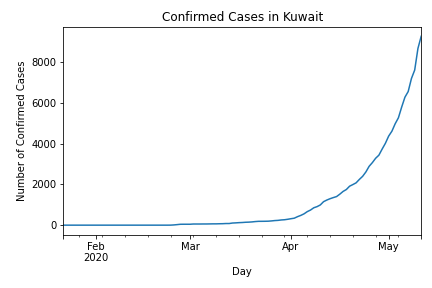 Confirmed Cases in Kuwait
Number of Confirmed Cases
8000
6000
4000
2000
0
Feb Mar Apr May
2020
Day